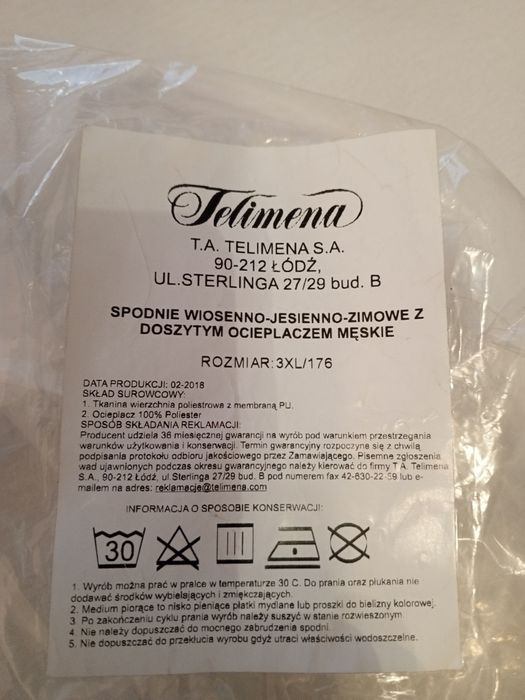 Telimena
T.A. TELIMENA S.A.
90-212 ŁÓDŹ,
UL.STERLINGA 27/29 bud. B
SPODNIE WIOSENNO-JESIENNO-ZIMOWE Z
DOSZYTYM OCIEPLACZEM MĘSKIE
ROZMIAR: 3XL/176
DATA PRODUKCJI: 02-2018
SKŁAD SUROWCOWY:
1. Tkanina wierzchnia poliestrowa z membraną PU.
2. Ocieplacz 100% Poliester
SPOSÓB SKŁADANIA REKLAMACJI:
Producent udziela 36 miesięcznej gwarancji na wyrób pod warunkiem przestrzegania
warunków użytkowania i konserwacji. Termin gwarancyjny rozpoczyna się z chwilą
podpisania protokołu odbioru jakościowego przez Zamawiającego. Pisemne zgłoszenia
wad ujawnionych podczas okresu gwarancyjnego należy kierować do firmy T.A. Telimena
S.A., 90-212 Łódź, ul. Sterlinga 27/29 bud. B pod numerem fax 42-630-22-59 lub e-
mailem na adres: reklamacje@telimena.com
INFORMACJA O SPOSOBIE KONSERWACJI:
30
1. Wyrób można prać w pralce w temperaturze 30 C. Do prania oraz płukania nie
dodawać środków wybielających i zmiękczających.
2. Medium piorące to nisko pieniące płatki mydlane lub proszki do bielizny kolorowej.
3 Po zakończeniu cyklu prania wyrób należy suszyć w stanie rozwieszonym
4. Nie należy dopuszczać do mocnego zabrudzenia spodni.
5. Nie dopuszczać do przekłucia wyrobu gdyż utraci właściwości wodoszczelne.